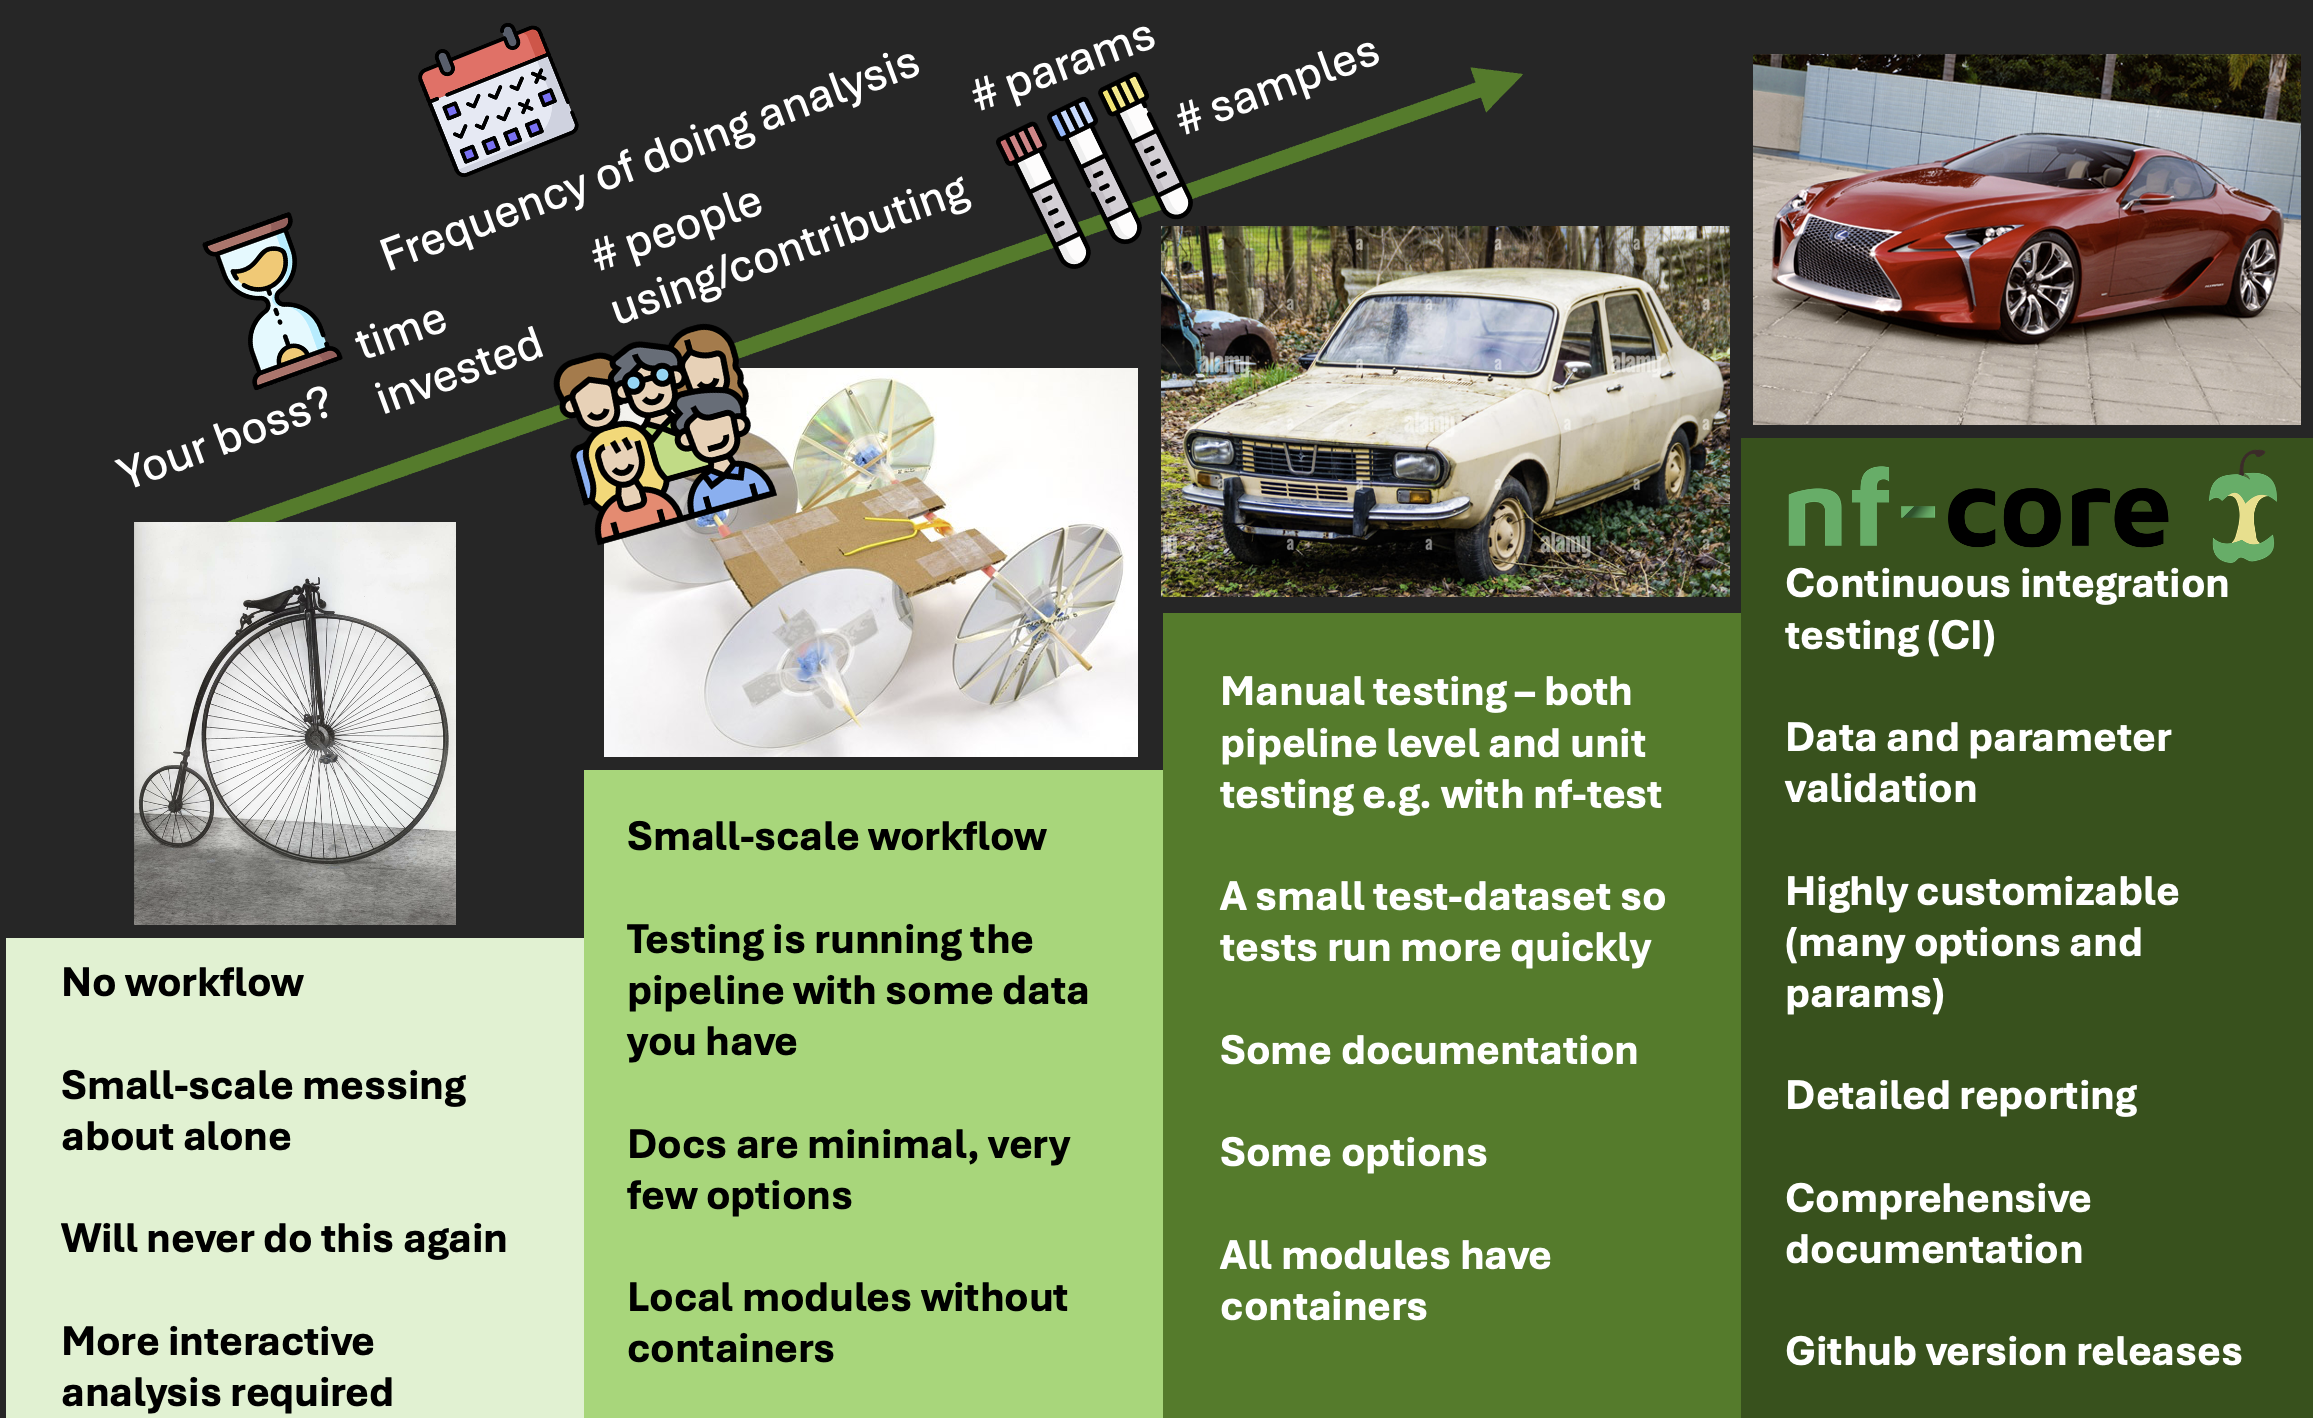 Your boss?
time
invested
Frequency of doing analysis
# people
using/contributing
# params
# samples
alamy
alamy
alamy
alamy
a
a
a
a
a
a
a
a
No workflow
Small-scale messing
about alone
Will never do this again
More interactive
analysis required
Small-scale workflow
Testing is running the
pipeline with some data
you have
Docs are minimal, very
few options
Local modules without
containers
Manual testing – both
pipeline level and unit
testing e.g. with nf-test
A small test-dataset so
tests run more quickly
Some documentation
Some options
All modules have
containers
nf-core
Continuous integration
testing (CI)
Data and parameter
validation
Highly customizable
(many options and
params)
Detailed reporting
Comprehensive
documentation
Github version releases